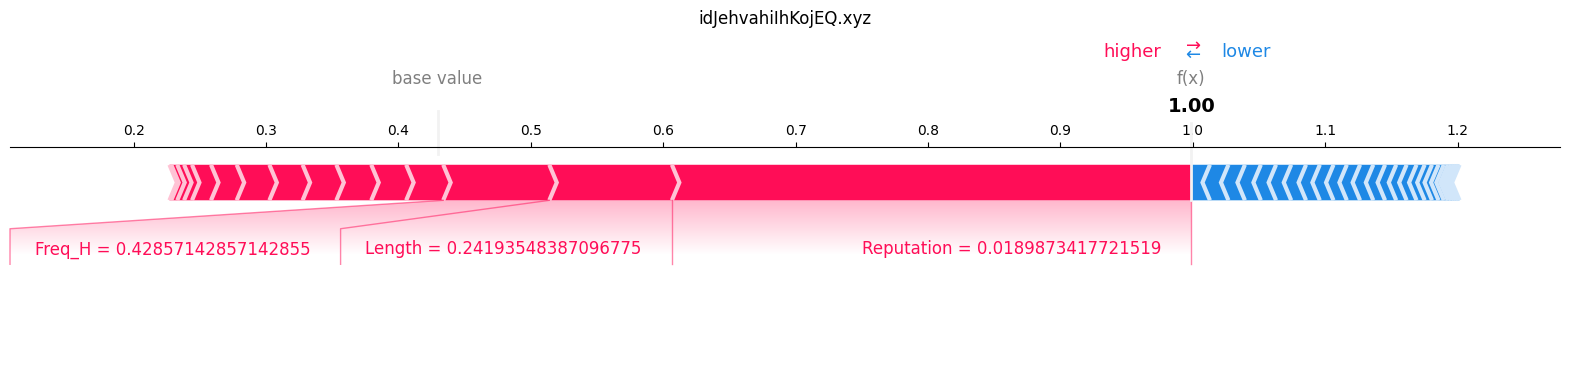 idJehvahiIhKojEQ.xyz
higher ⇄ lower
base value
f(x)
1.00
0.2 0.3 0.4 0.5 0.6 0.7 0.8 0.9 1.0 1.1 1.2
Freq_H = 0.42857142857142855
Length = 0.24193548387096775
Reputation = 0.0189873417721519